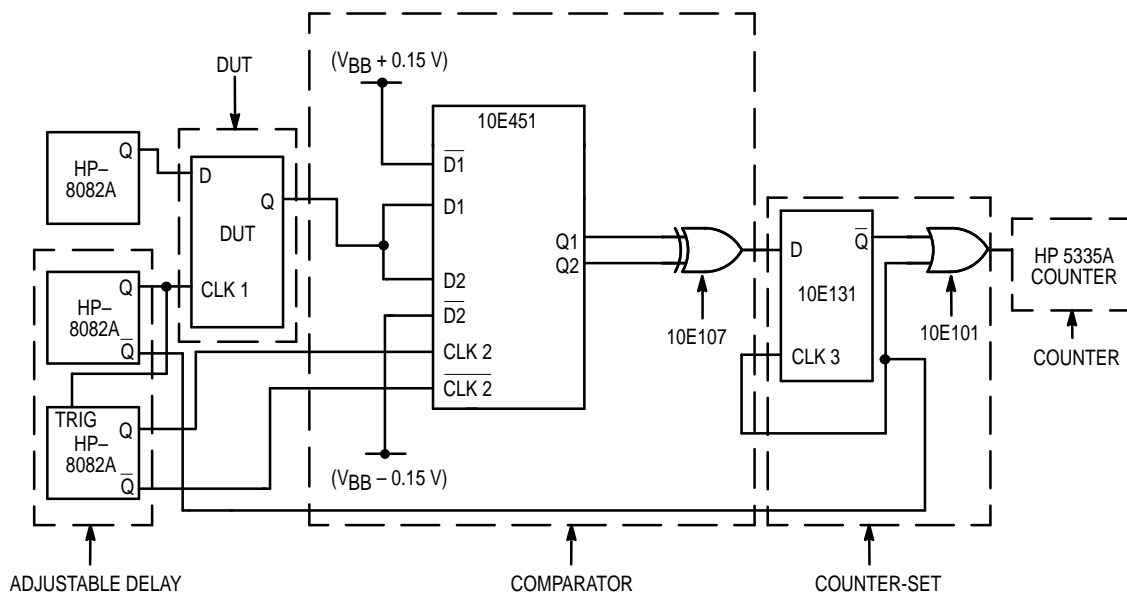 DUT
(VBB + 0.15 V)
10E451
HP–
8082A
Q
D
Q
DUT
CLK 1
D1
D1
D2
D2
CLK 2
CLK 2
Q1
Q2
10E107
D
Q
10E131
CLK 3
10E101
HP 5335A
COUNTER
COUNTER
HP–
8082A
Q
Q
TRIG
HP–
8082A
Q
Q
(VBB – 0.15 V)
ADJUSTABLE DELAY
COMPARATOR
COUNTER-SET